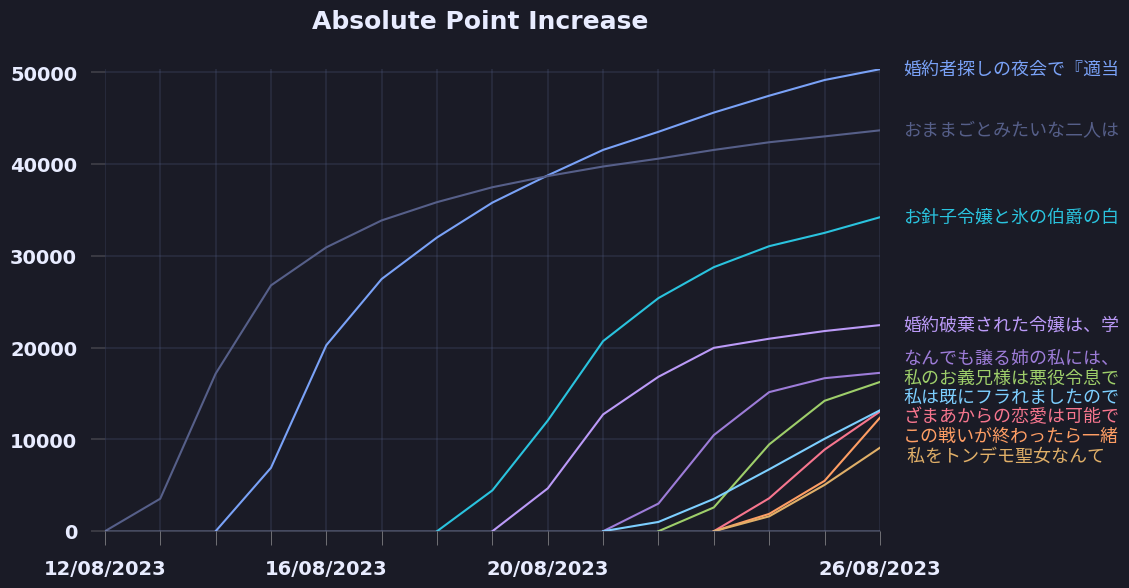 Absolute Point Increase
50000
40000
30000
20000
10000
0
12/08/2023
16/08/2023
20/08/2023
26/08/2023
婚約者探しの夜会で『適当
おままごとみたいな二人は
お針子令嬢と氷の伯爵の白
婚約破棄された令嬢は、学
なんでも譲る姉の私には、
私のお義兄様は悪役令息で
私は既にフラれましたので
ざまあからの恋愛は可能で
この戦いが終わったら一緒
私をトンデモ聖女なんて